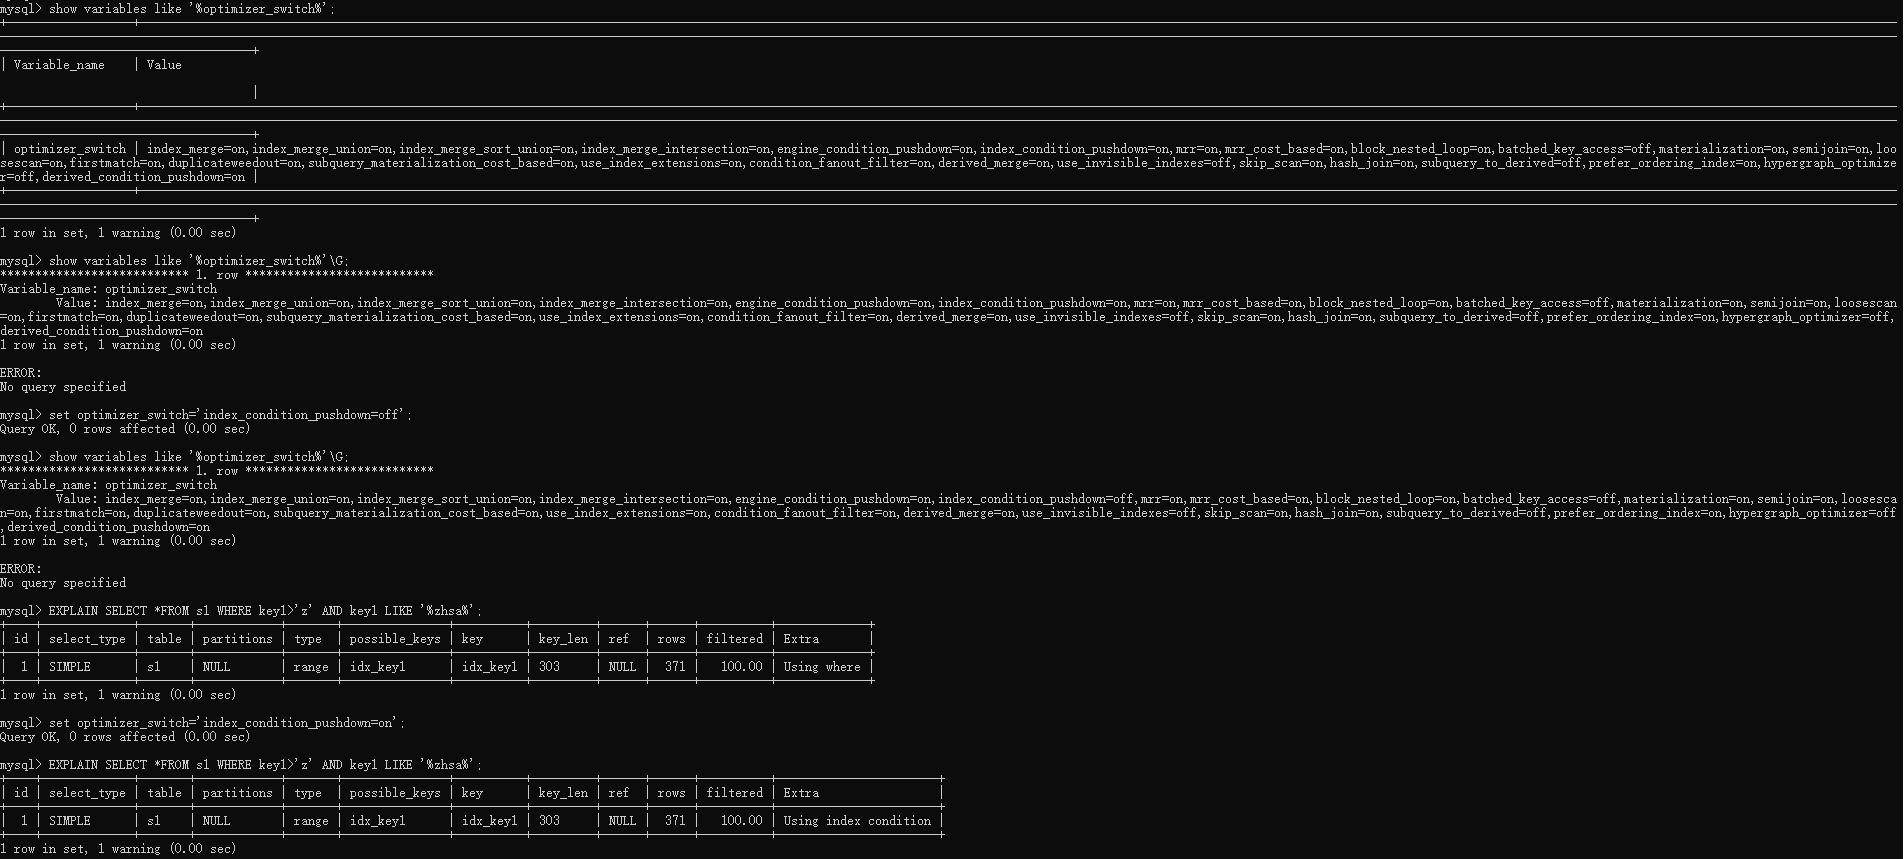 mysql> show variables like '%optimizer_switch%';
| Variable_name | Value
|
| optimizer_switch | index_merge=on,index_merge_union=on,index_merge_sort_union=on,index_merge_intersection=on,engine_condition_pushdown=on,index_condition_pushdown=on,mrr=on,mrr_cost_based=on,block_nested_loop=on,batched_key_access=off,materialization=on,semijoin=on,loo
sescan=on,firstmatch=on,duplicateweedout=on,subquery_materialization_cost_based=on,use_index_extensions=on,condition_fanout_filter=on,derived_merge=on,use_invisible_indexes=off,skip_scan=on,hash_join=on,subquery_to_derived=off,prefer_ordering_index=on,hypergraph_optimize
r=off,derived_condition_pushdown=on |
1 row in set, 1 warning (0.00 sec)
mysql> show variables like '%optimizer_switch%'\G;
*************************** 1. row ***************************
Variable_name: optimizer_switch
Value: index_merge=on,index_merge_union=on,index_merge_sort_union=on,index_merge_intersection=on,engine_condition_pushdown=on,index_condition_pushdown=on,mrr=on,mrr_cost_based=on,block_nested_loop=on,batched_key_access=off,materialization=on,semijoin=on,loosescan
=on,firstmatch=on,duplicateweedout=on,subquery_materialization_cost_based=on,use_index_extensions=on,condition_fanout_filter=on,derived_merge=on,use_invisible_indexes=off,skip_scan=on,hash_join=on,subquery_to_derived=off,prefer_ordering_index=on,hypergraph_optimizer=off,
derived_condition_pushdown=on
1 row in set, 1 warning (0.00 sec)
ERROR:
No query specified
mysql> set optimizer_switch='index_condition_pushdown=off';
Query OK, 0 rows affected (0.00 sec)
mysql> show variables like '%optimizer_switch%'\G;
*************************** 1. row ***************************
Variable_name: optimizer_switch
Value: index_merge=on,index_merge_union=on,index_merge_sort_union=on,index_merge_intersection=on,engine_condition_pushdown=on,index_condition_pushdown=off,mrr=on,mrr_cost_based=on,block_nested_loop=on,batched_key_access=off,materialization=on,semijoin=on,loosesca
n=on,firstmatch=on,duplicateweedout=on,subquery_materialization_cost_based=on,use_index_extensions=on,condition_fanout_filter=on,derived_merge=on,use_invisible_indexes=off,skip_scan=on,hash_join=on,subquery_to_derived=off,prefer_ordering_index=on,hypergraph_optimizer=off
,derived_condition_pushdown=on
1 row in set, 1 warning (0.00 sec)
ERROR:
No query specified
mysql> EXPLAIN SELECT *FROM s1 WHERE key1>'z' AND key1 LIKE '%zhsa%';
| id | select_type | table | partitions | type | possible_keys | key | key_len | ref | rows | filtered | Extra |
| 1 | SIMPLE | s1 | NULL | range | idx_key1 | idx_key1 | 303 | NULL | 371 | 100.00 | Using where |
1 row in set, 1 warning (0.00 sec)
mysql> set optimizer_switch='index_condition_pushdown=on';
Query OK, 0 rows affected (0.00 sec)
mysql> EXPLAIN SELECT *FROM s1 WHERE key1>'z' AND key1 LIKE '%zhsa%';
| id | select_type | table | partitions | type | possible_keys | key | key_len | ref | rows | filtered | Extra |
| 1 | SIMPLE | s1 | NULL | range | idx_key1 | idx_key1 | 303 | NULL | 371 | 100.00 | Using index condition |
1 row in set, 1 warning (0.00 sec)